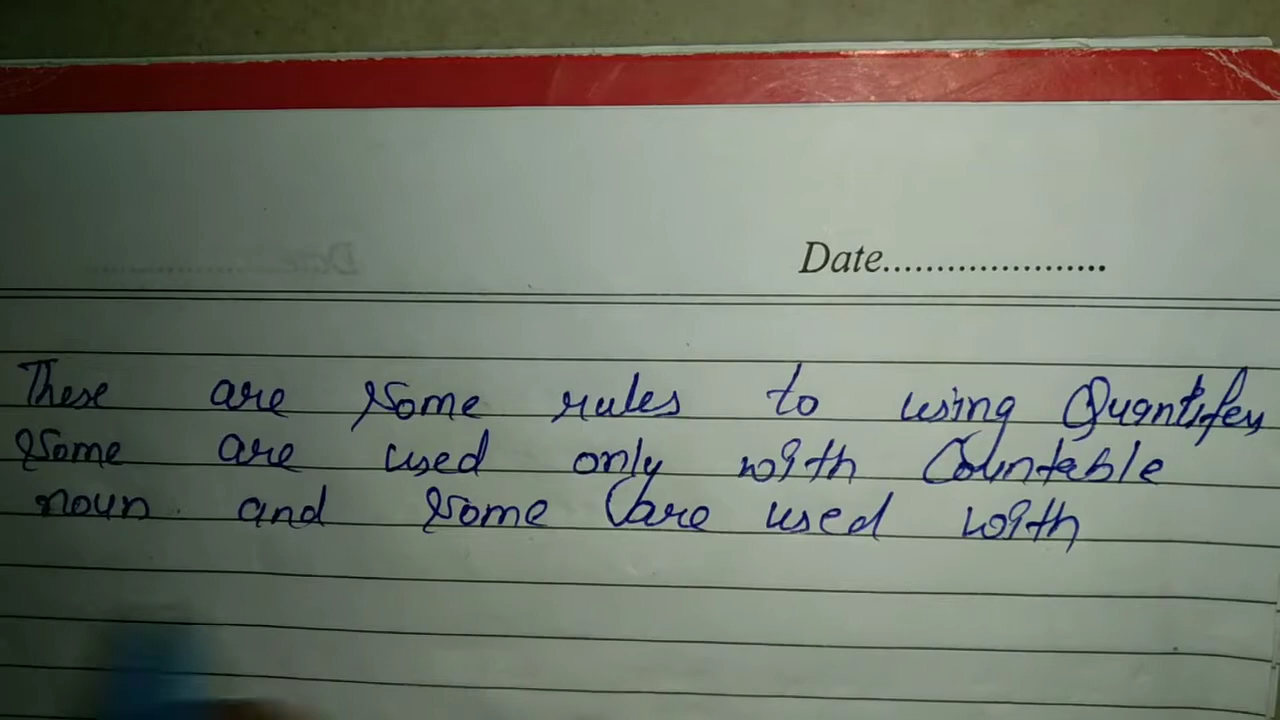 Date.....................
These are some rules to using Quantifers
Some are used only with Countable
noun. and Some are used with